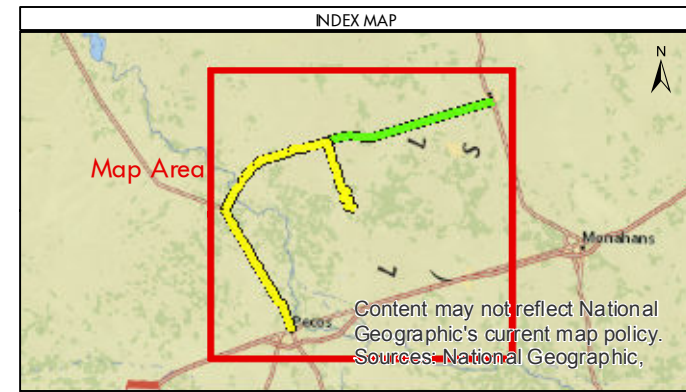 INDEX MAP
N
Map Area
L
S
Monahans
L
Pecos
Content may not reflect National
Geographic's current map policy.
Sources: National Geographic,